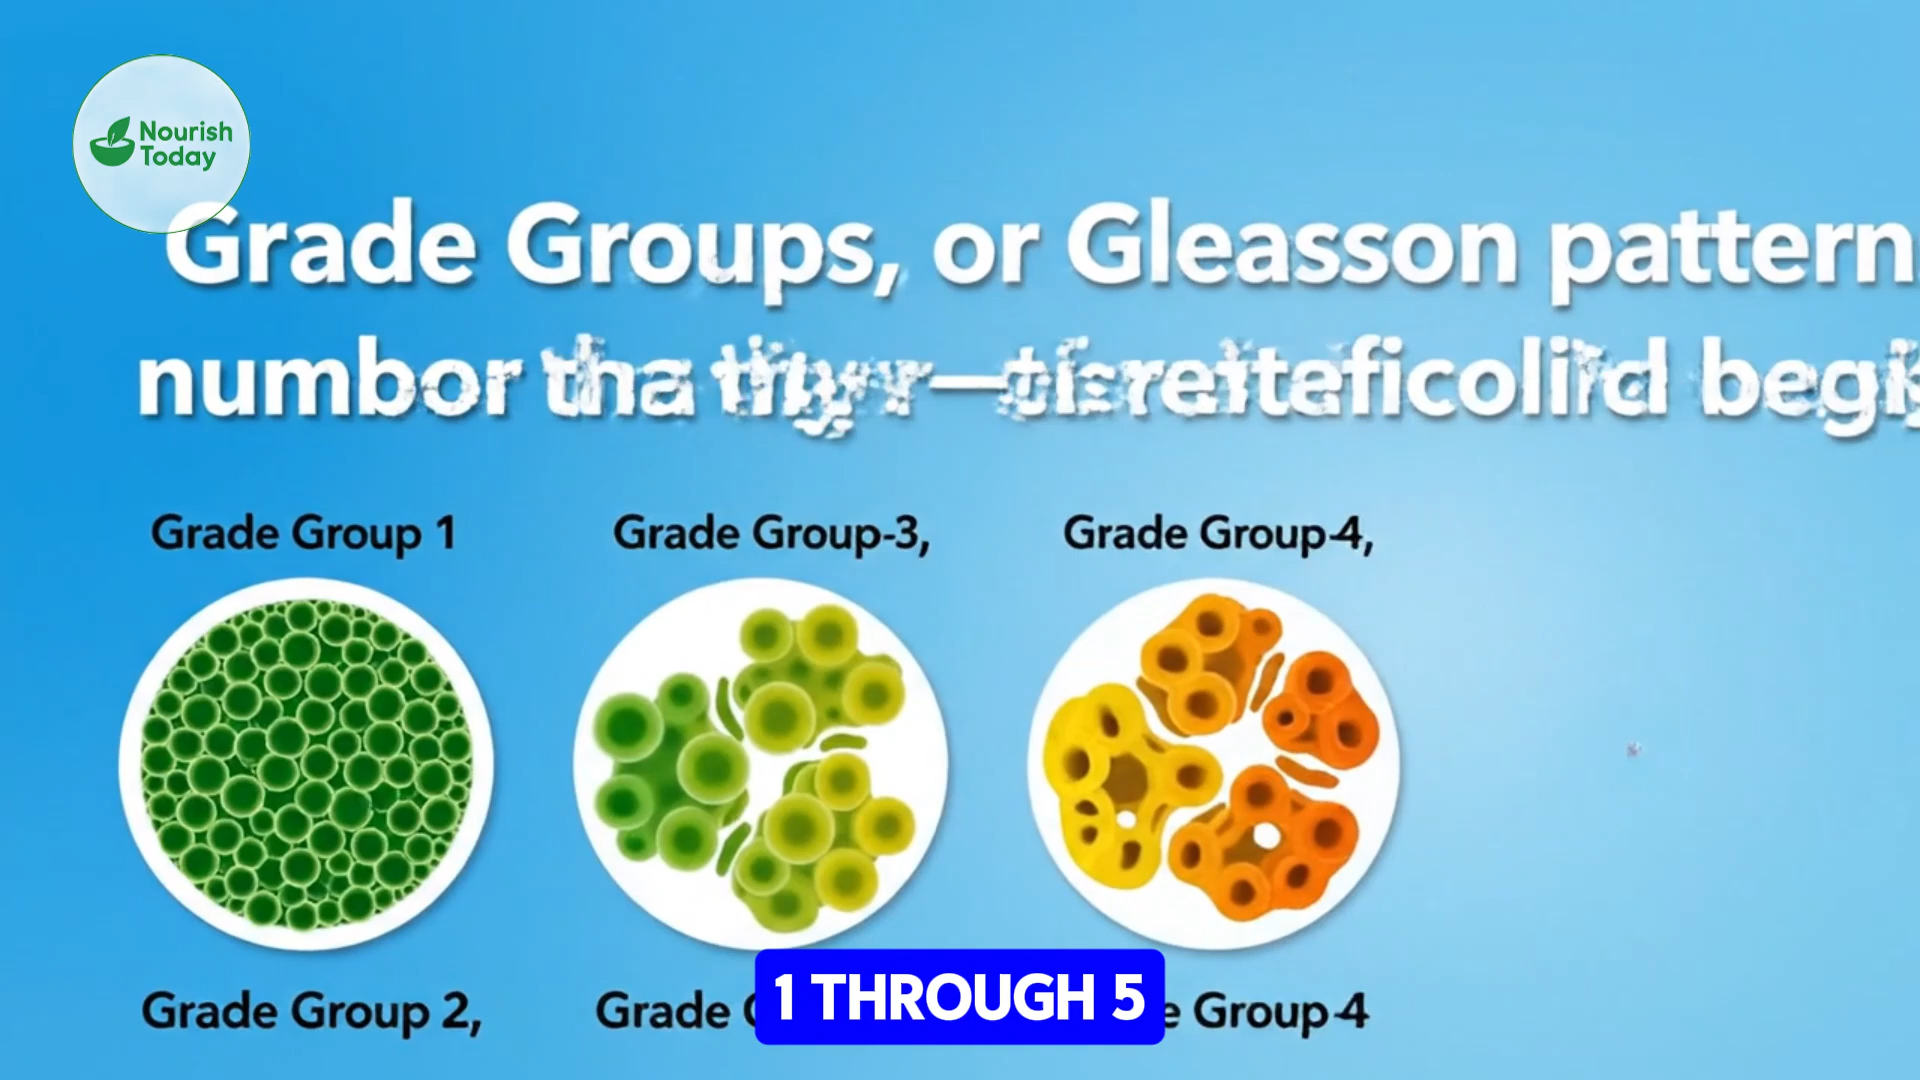 Nourish
Today
Grade Groups, or Gleasson pattern
numbor tha
Grade Group 1
Grade Group-3,
Grade Group-4,
Grade Group 2,
Grade
e Group-4
1 THROUGH 5